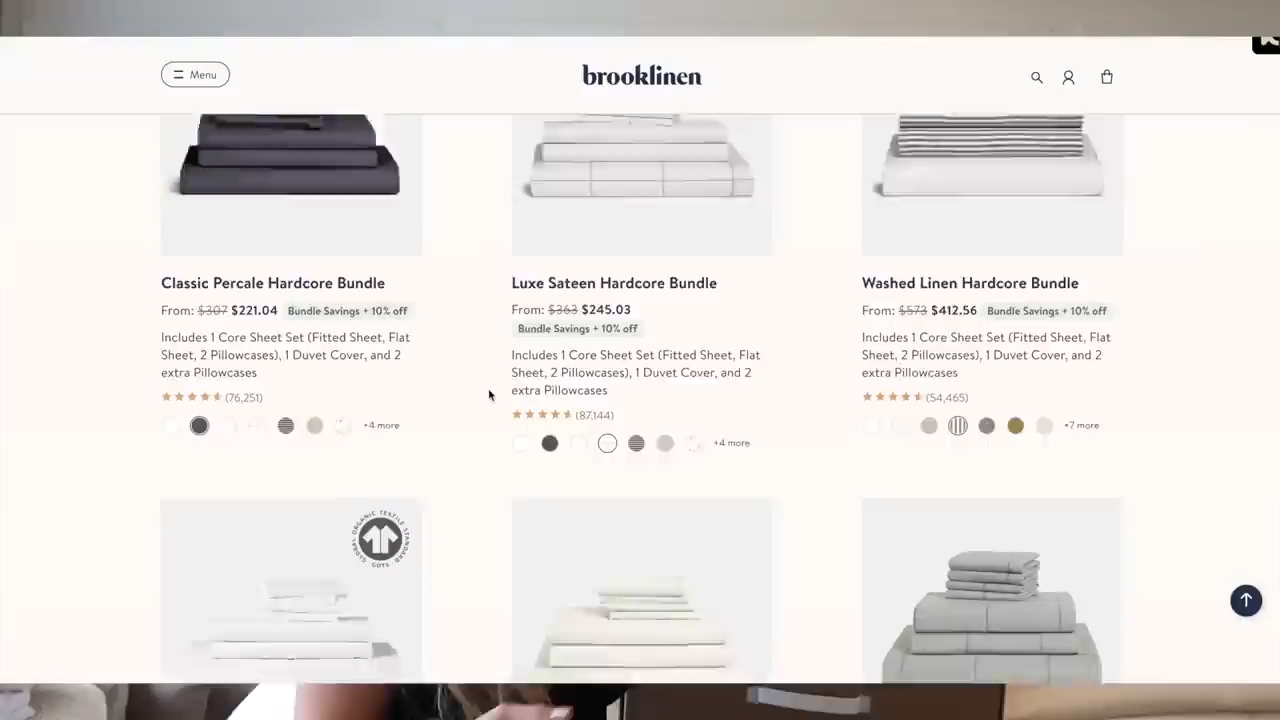 Menu
brooklinen
Classic Percale Hardcore Bundle
From: $307 $221.04 Bundle Savings + 10% off
Includes 1 Core Sheet Set (Fitted Sheet, Flat
Sheet, 2 Pillowcases), 1 Duvet Cover, and 2
extra Pillowcases
(76,251)
+4 more
Luxe Sateen Hardcore Bundle
From: $363 $245.03
Bundle Savings + 10% off
Includes 1 Core Sheet Set (Fitted Sheet, Flat
Sheet, 2 Pillowcases), 1 Duvet Cover, and 2
extra Pillowcases
(87,144)
+4 more
Washed Linen Hardcore Bundle
From: $573 $412.56 Bundle Savings + 10% off
Includes 1 Core Sheet Set (Fitted Sheet, Flat
Sheet, 2 Pillowcases), 1 Duvet Cover, and 2
extra Pillowcases
(54,465)
+7 more
GLOBAL ORGANIC TEXTILE STANDARD
GOTS